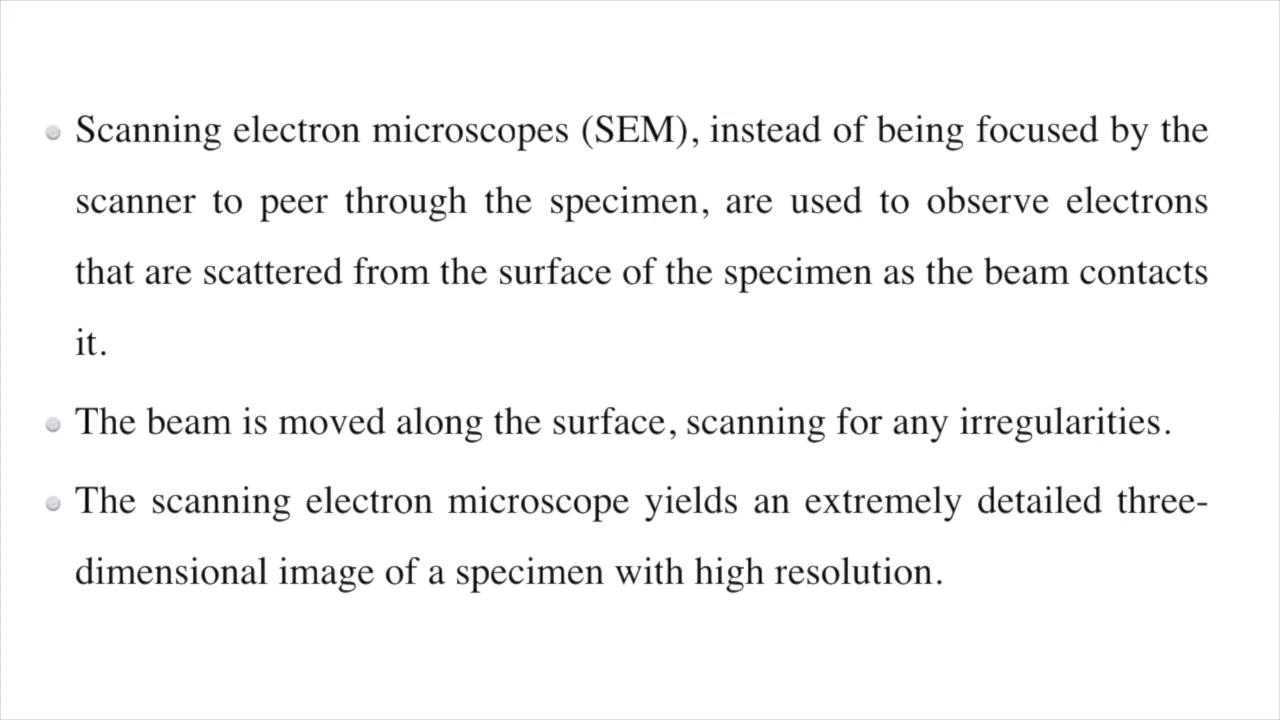 Scanning electron microscopes (SEM), instead of being focused by the
scanner to peer through the specimen, are used to observe electrons
that are scattered from the surface of the specimen as the beam contacts
it.
The beam is moved along the surface, scanning for any irregularities.
The scanning electron microscope yields an extremely detailed three-
dimensional image of a specimen with high resolution.